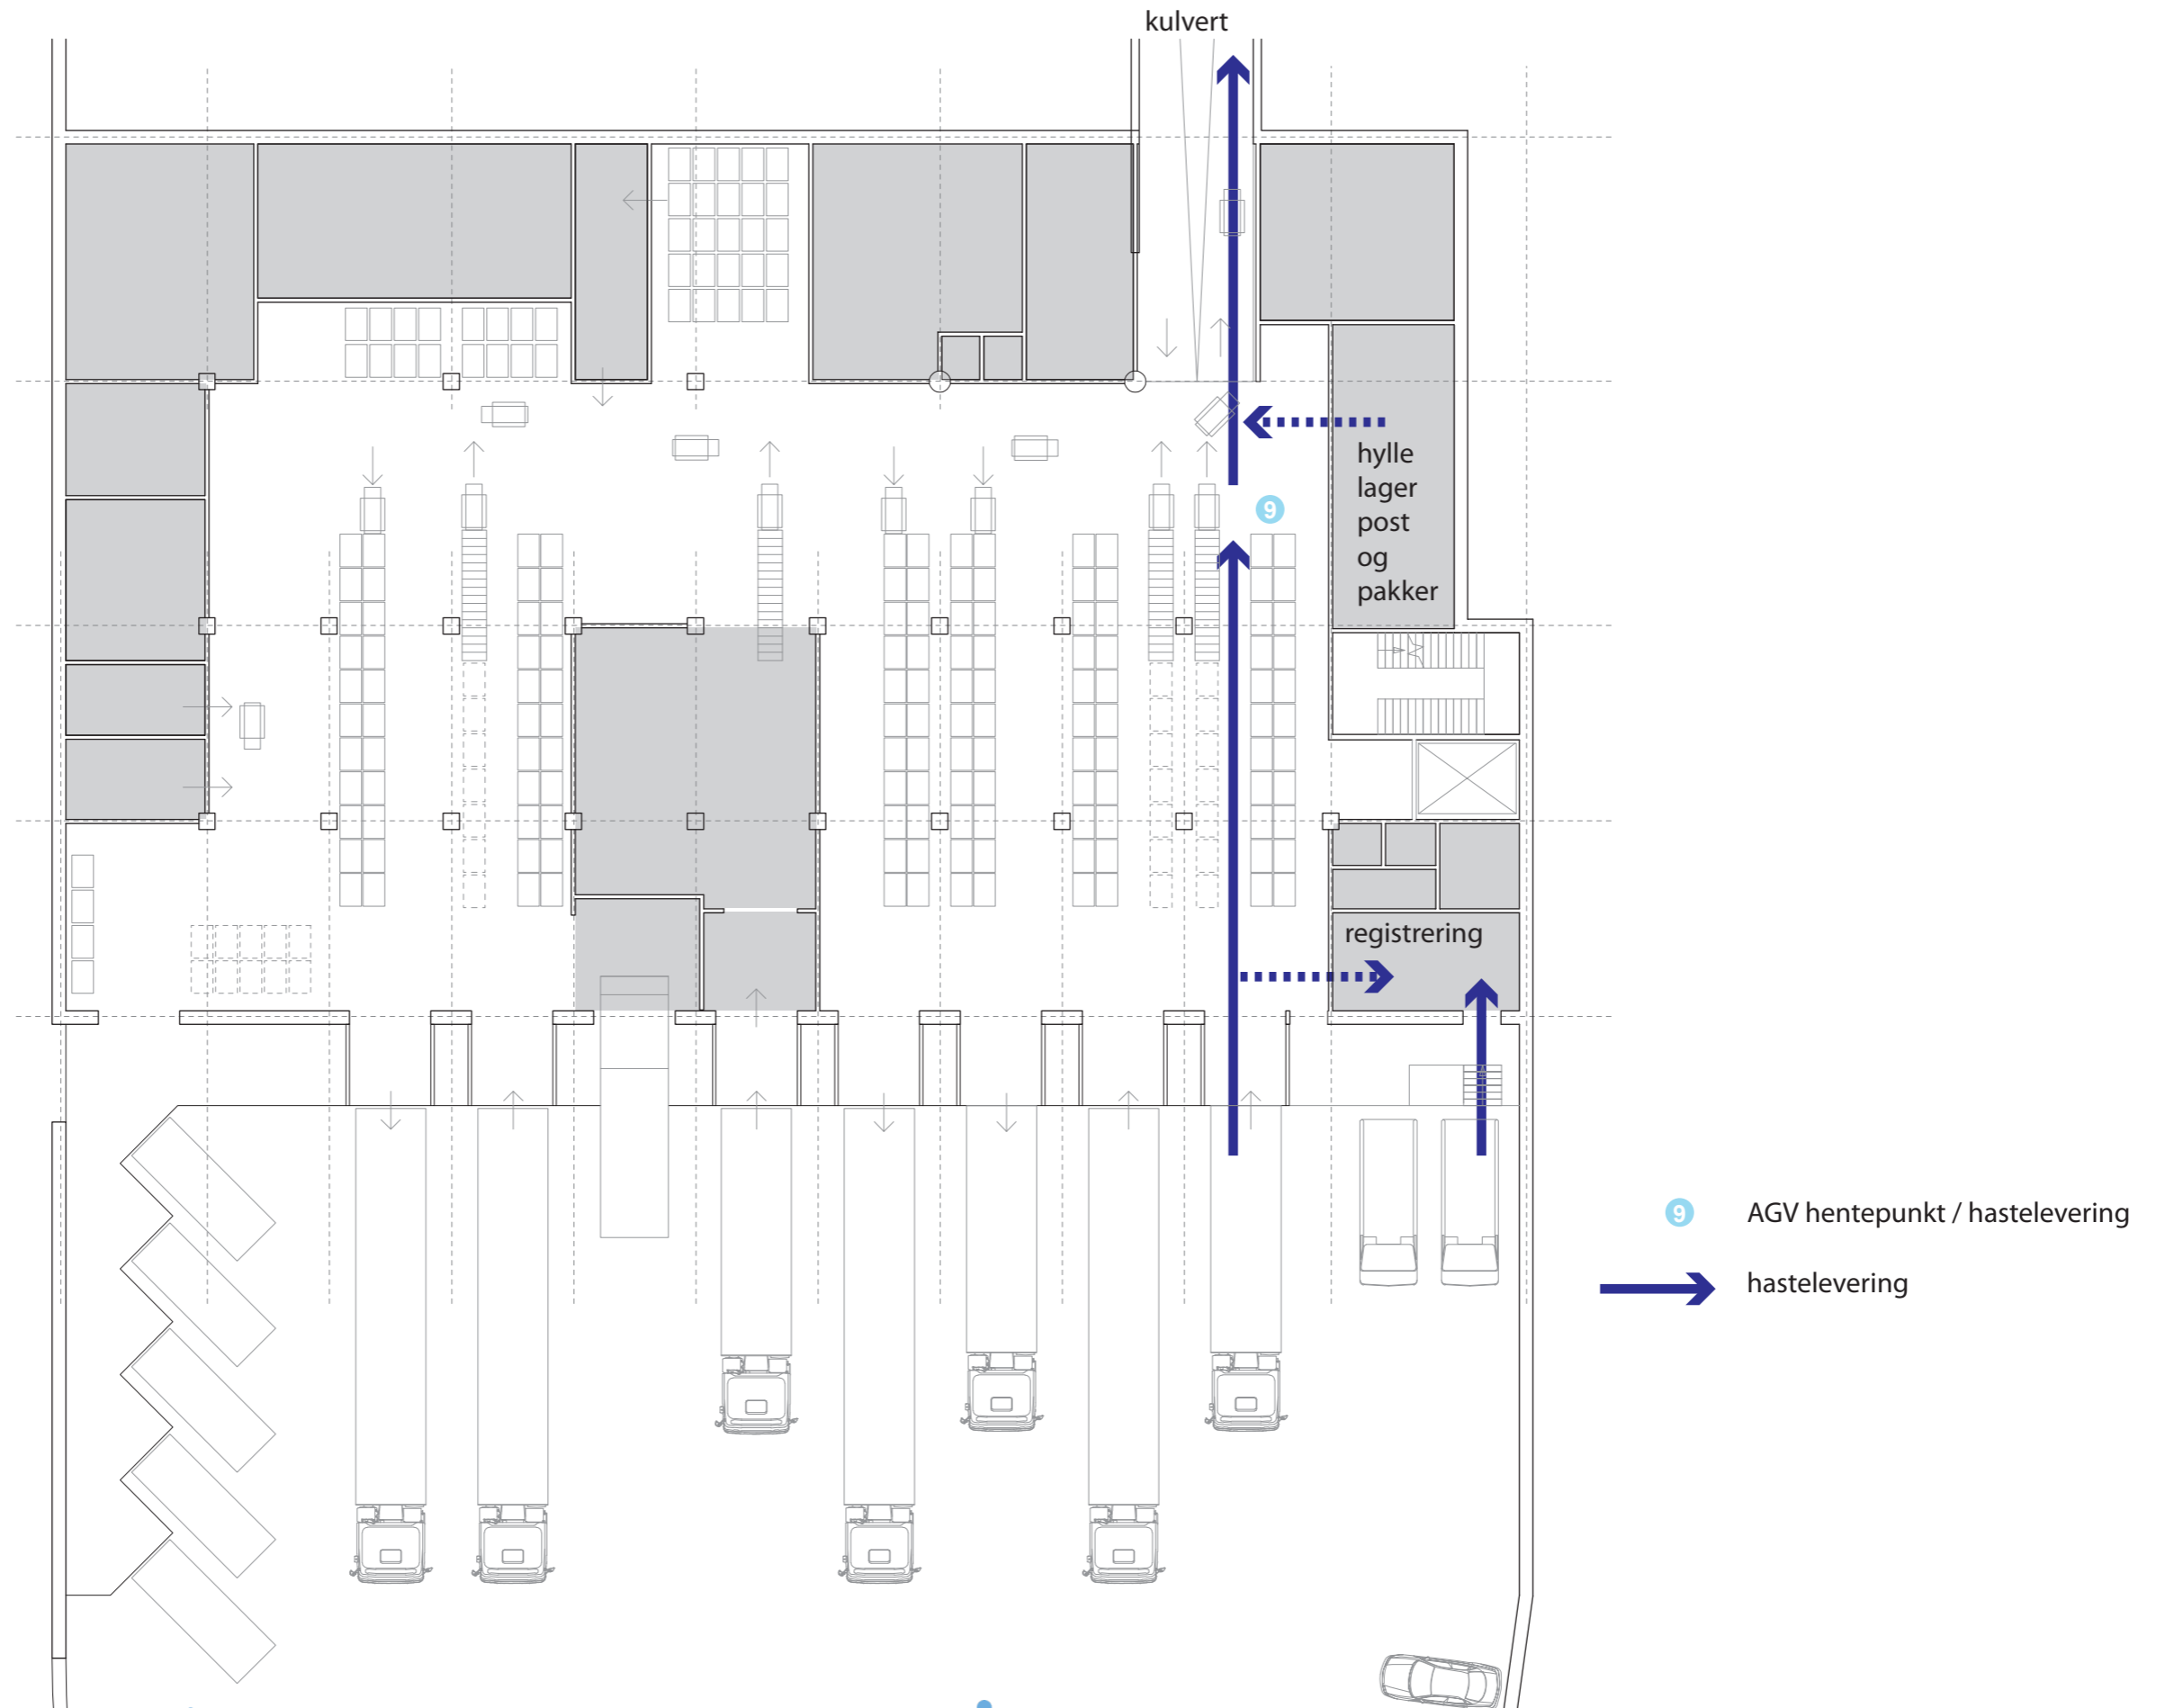 kulvert
9
hylle
lager
post
og
pakker
registrering
9 AGV hentepunkt / hastelevering
hastelevering